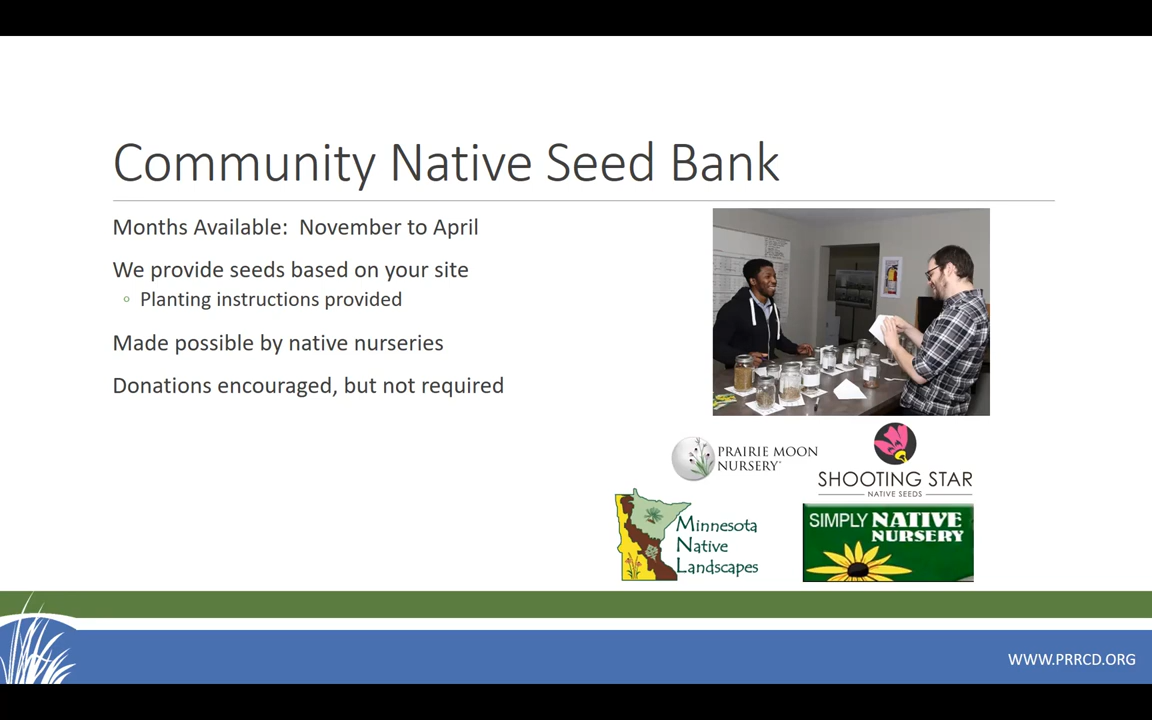 Community Native Seed Bank
Months Available: November to April
We provide seeds based on your site
◦ Planting instructions provided
Made possible by native nurseries
Donations encouraged, but not required
PRAIRIE MOON
NURSERY
SHOOTING STAR
NATIVE SEEDS
Minnesota
Native
Landscapes
SIMPLY NATIVE
NURSERY
WWW.PRRCD.ORG